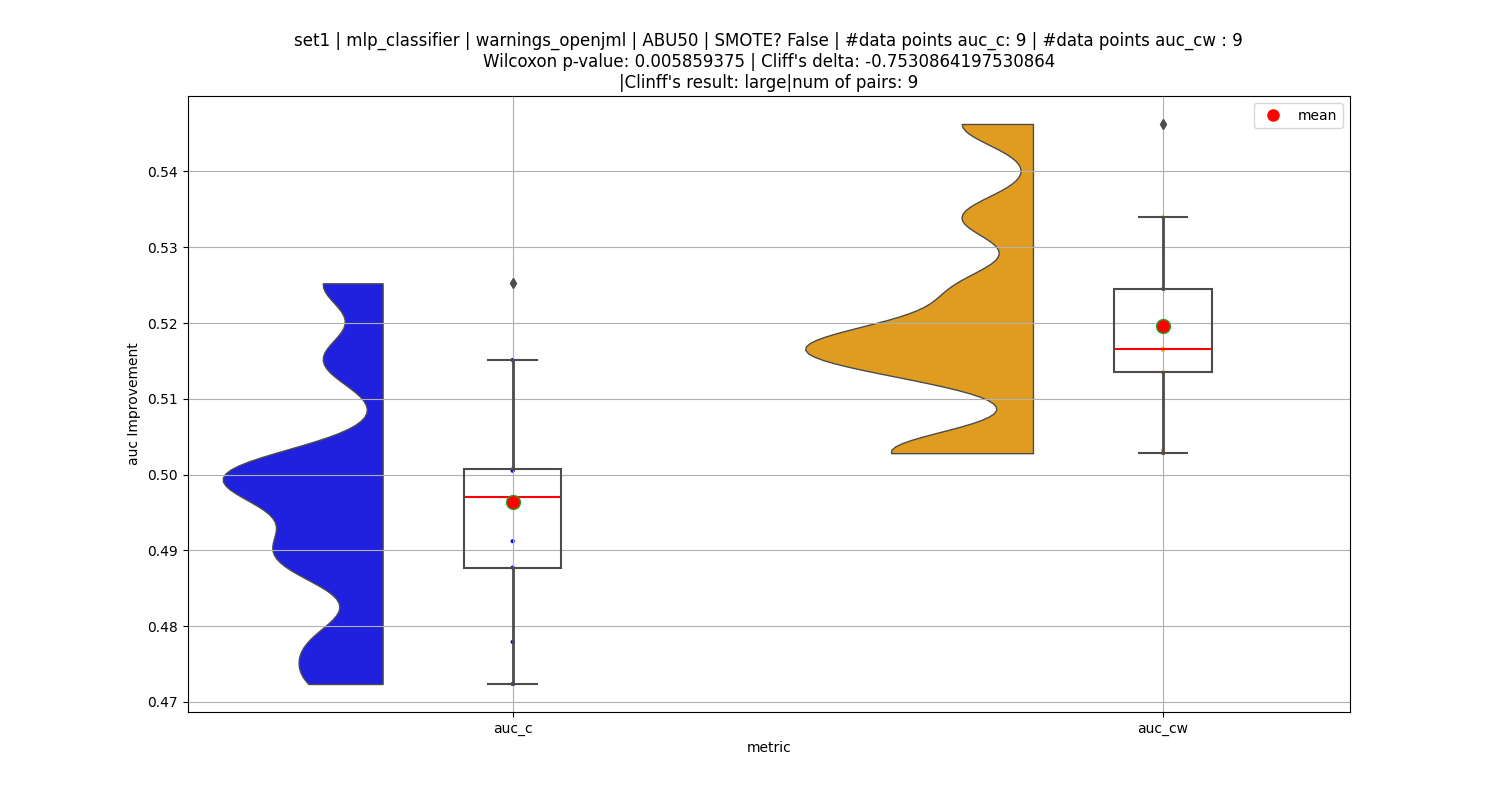 set1 | mlp_classifier | warnings_openjml | ABU50 | SMOTE? False | #data points auc_c: 9 | #data points auc_cw : 9
Wilcoxon p-value: 0.005859375 | Cliff's delta: -0.7530864197530864
|Clinff's result: large|num of pairs: 9
mean
0.54
0.53
0.52
0.51
0.50
0.49
0.48
0.47
auc Improvement
auc_c
auc_cw
metric